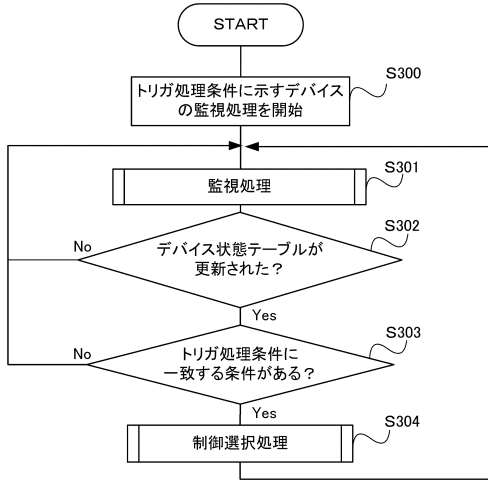 START
トリガ処理条件に示すデバイス
の監視処理を開始
S300
監視処理
S301
デバイス状態テーブルが
更新された？
S302
No
Yes
トリガ処理条件に
一致する条件がある？
S303
No
Yes
制御選択処理
S304